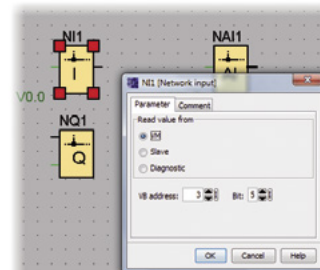 NI1
NAI1
I
AI
V0.0
NQ1
Q
NI1 [Network input]
Parameter
Comment
Read value from
VM
Slave
Diagnostic
VB address: 3
Bit: 5
OK
Cancel
Help